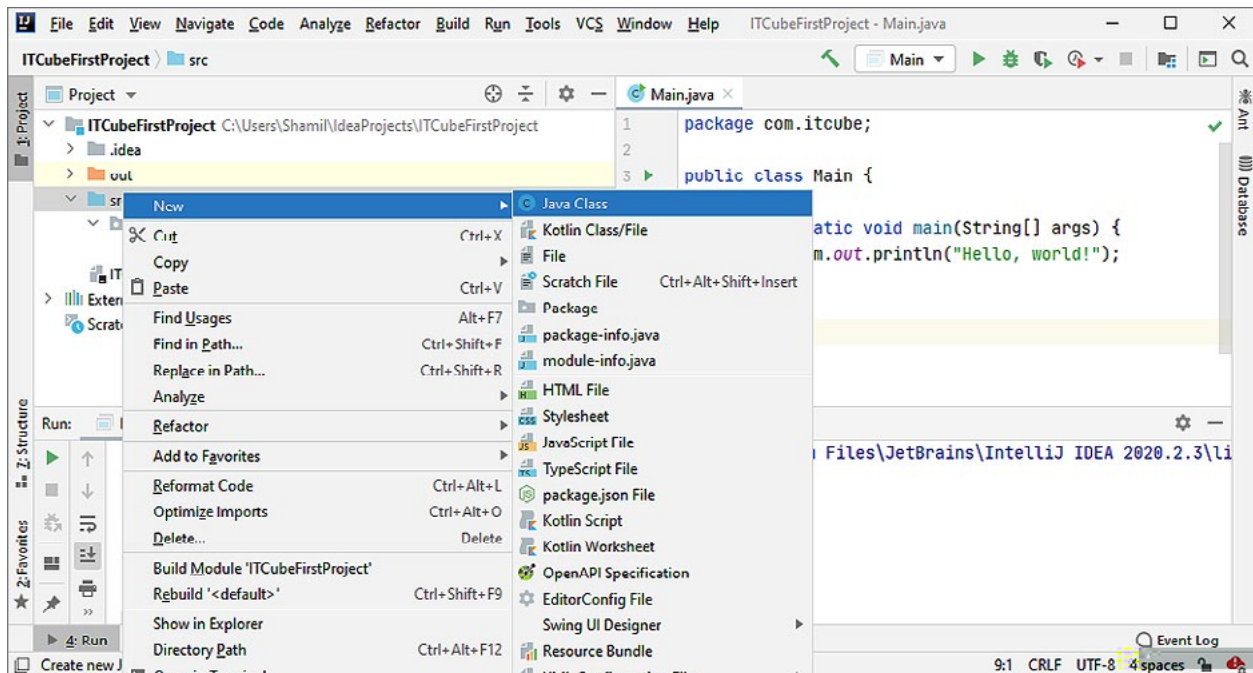 File Edit View Navigate Code Analyze Refactor Build Run Tools VCS Window Help ITCubeFirstProject - Main.java
ITCubeFirstProject src Main
1: Project
Project
Main.java
ITCubeFirstProject C:\Users\Shamil\IdeaProjects\ITCubeFirstProject
.idea
out
sr
IT
Extern
Scrat
1 package com.itcube;
2
3 public class Main {
atic void main(String[] args) {
m.out.println("Hello, world!");
New
Cut Ctrl+X
Copy
Paste Ctrl+V
Find Usages Alt+F7
Find in Path... Ctrl+Shift+F
Replace in Path... Ctrl+Shift+R
Analyze
Refactor
Add to Favorites
Reformat Code Ctrl+Alt+L
Optimize Imports Ctrl+Alt+O
Delete... Delete
Build Module 'ITCubeFirstProject'
Rebuild '<default>' Ctrl+Shift+F9
Show in Explorer
Directory Path Ctrl+Alt+F12
Java Class
Kotlin Class/File
File
Scratch File Ctrl+Alt+Shift+Insert
Package
package-info.java
module-info.java
HTML File
Stylesheet
JavaScript File
TypeScript File
package.json File
Kotlin Script
Kotlin Worksheet
OpenAPI Specification
EditorConfig File
Swing UI Designer
Resource Bundle
Ant
Database
Z: Structure
2: Favorites
Run:
Files\JetBrains\IntelliJ IDEA 2020.2.3\li
4: Run
Event Log
Create new J
9:1 CRLF UTF-8 4 spaces